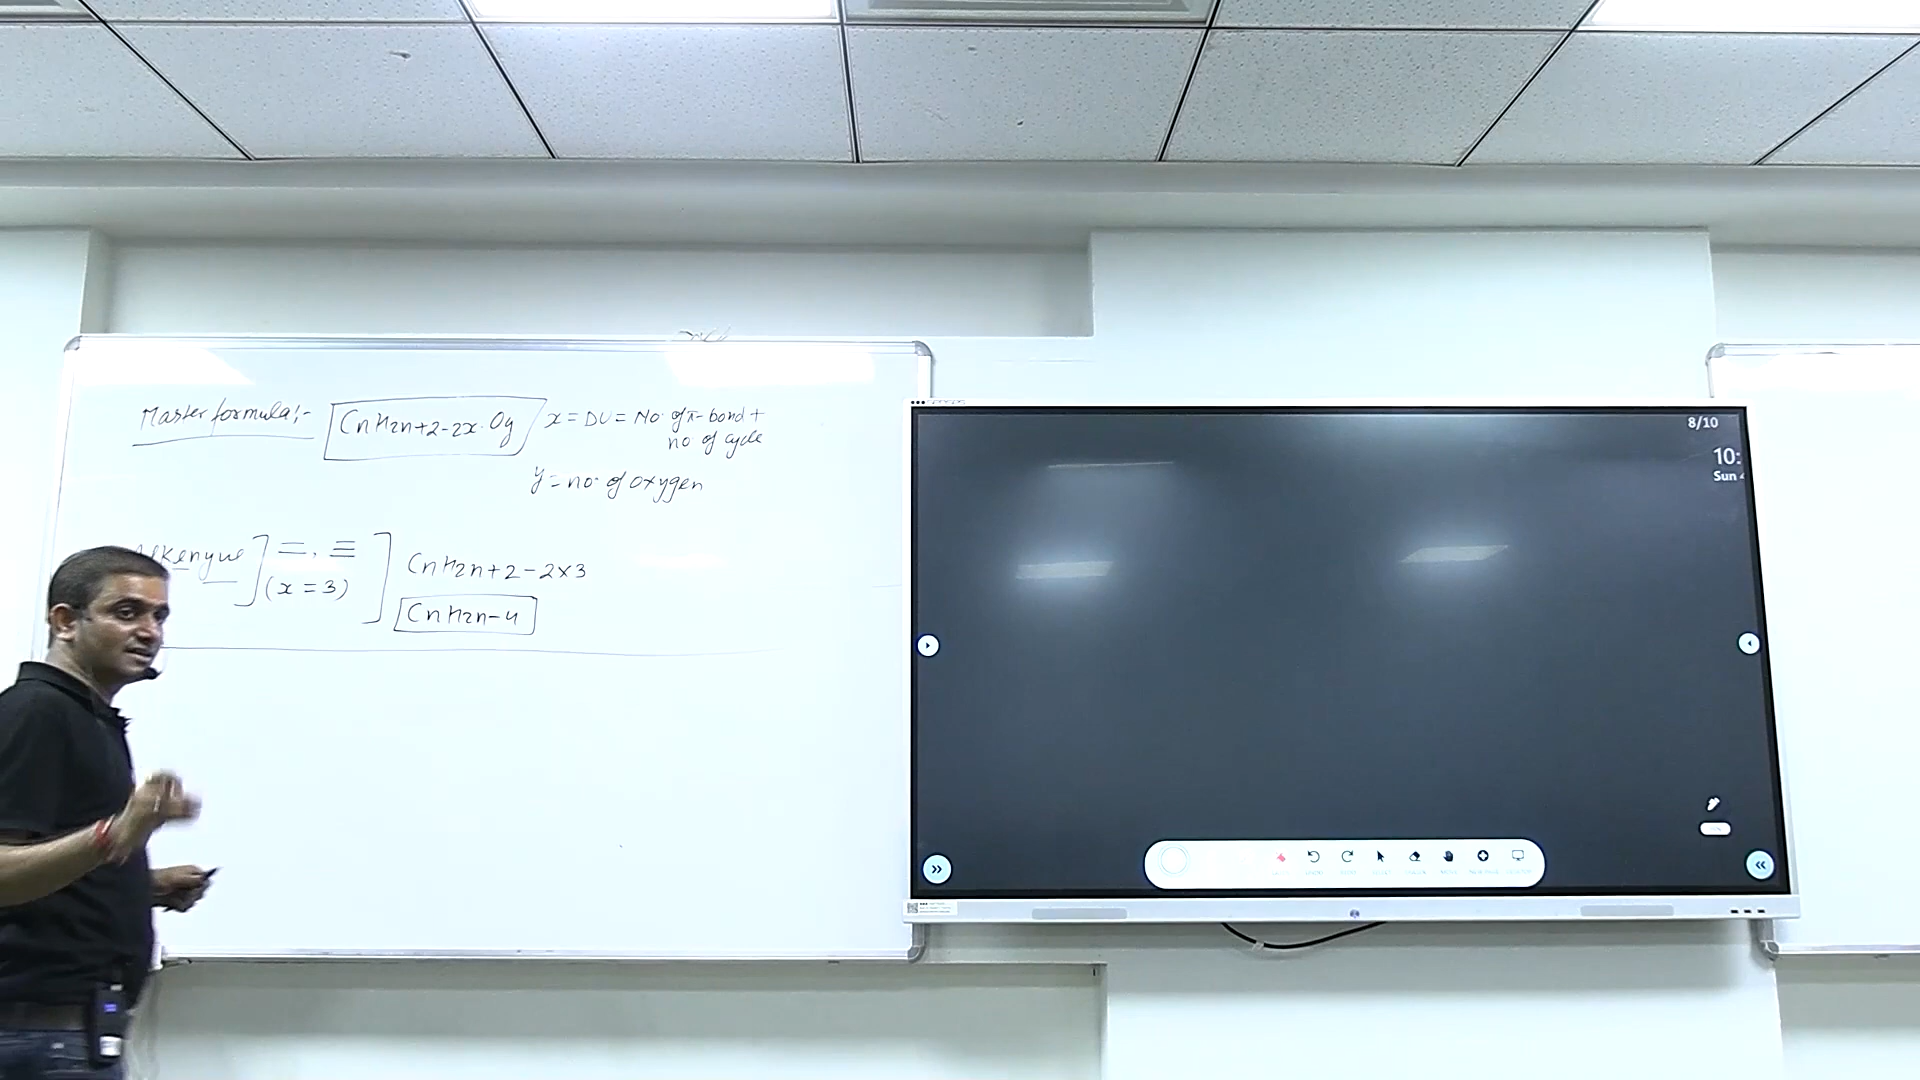 Master formula:- CnH2n+2-2x.Oy x = DU = No. of π-bond +
no. of cycle
y = no. of oxygen
Alkenyne ] =, ≡ ] CnH2n+2-2x3
(x = 3)
CnH2n-4
8/10
10:
Sun